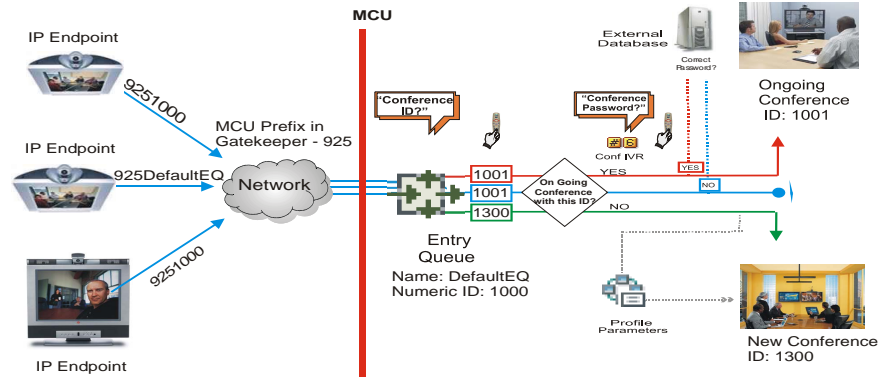 MCU
IP Endpoint
9251000
MCU Prefix in
Gatekeeper - 925
IP Endpoint
925DefaultEQ
Network
9251000
IP Endpoint
"Conference
ID?"
Entry
Queue
Name: DefaultEQ
Numeric ID: 1000
1001
1001
1300
On Going
Conference
with this ID?
YES
NO
"Conference
Password?"
# 6
Conf IVR
External
Database
Correct
Password?
YES
NO
Ongoing
Conference
ID: 1001
Profile
Parameters
New Conference
ID: 1300